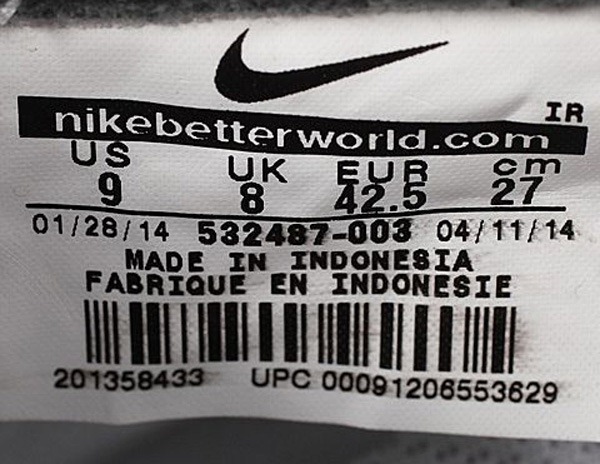 IR
nikebetterworld.com
US UK EUR cm
9 8 42.5 27
01/28/14 532487-003 04/11/14
MADE IN INDONESIA
FABRIQUE EN INDONESIE
201358433 UPC 00091206553629